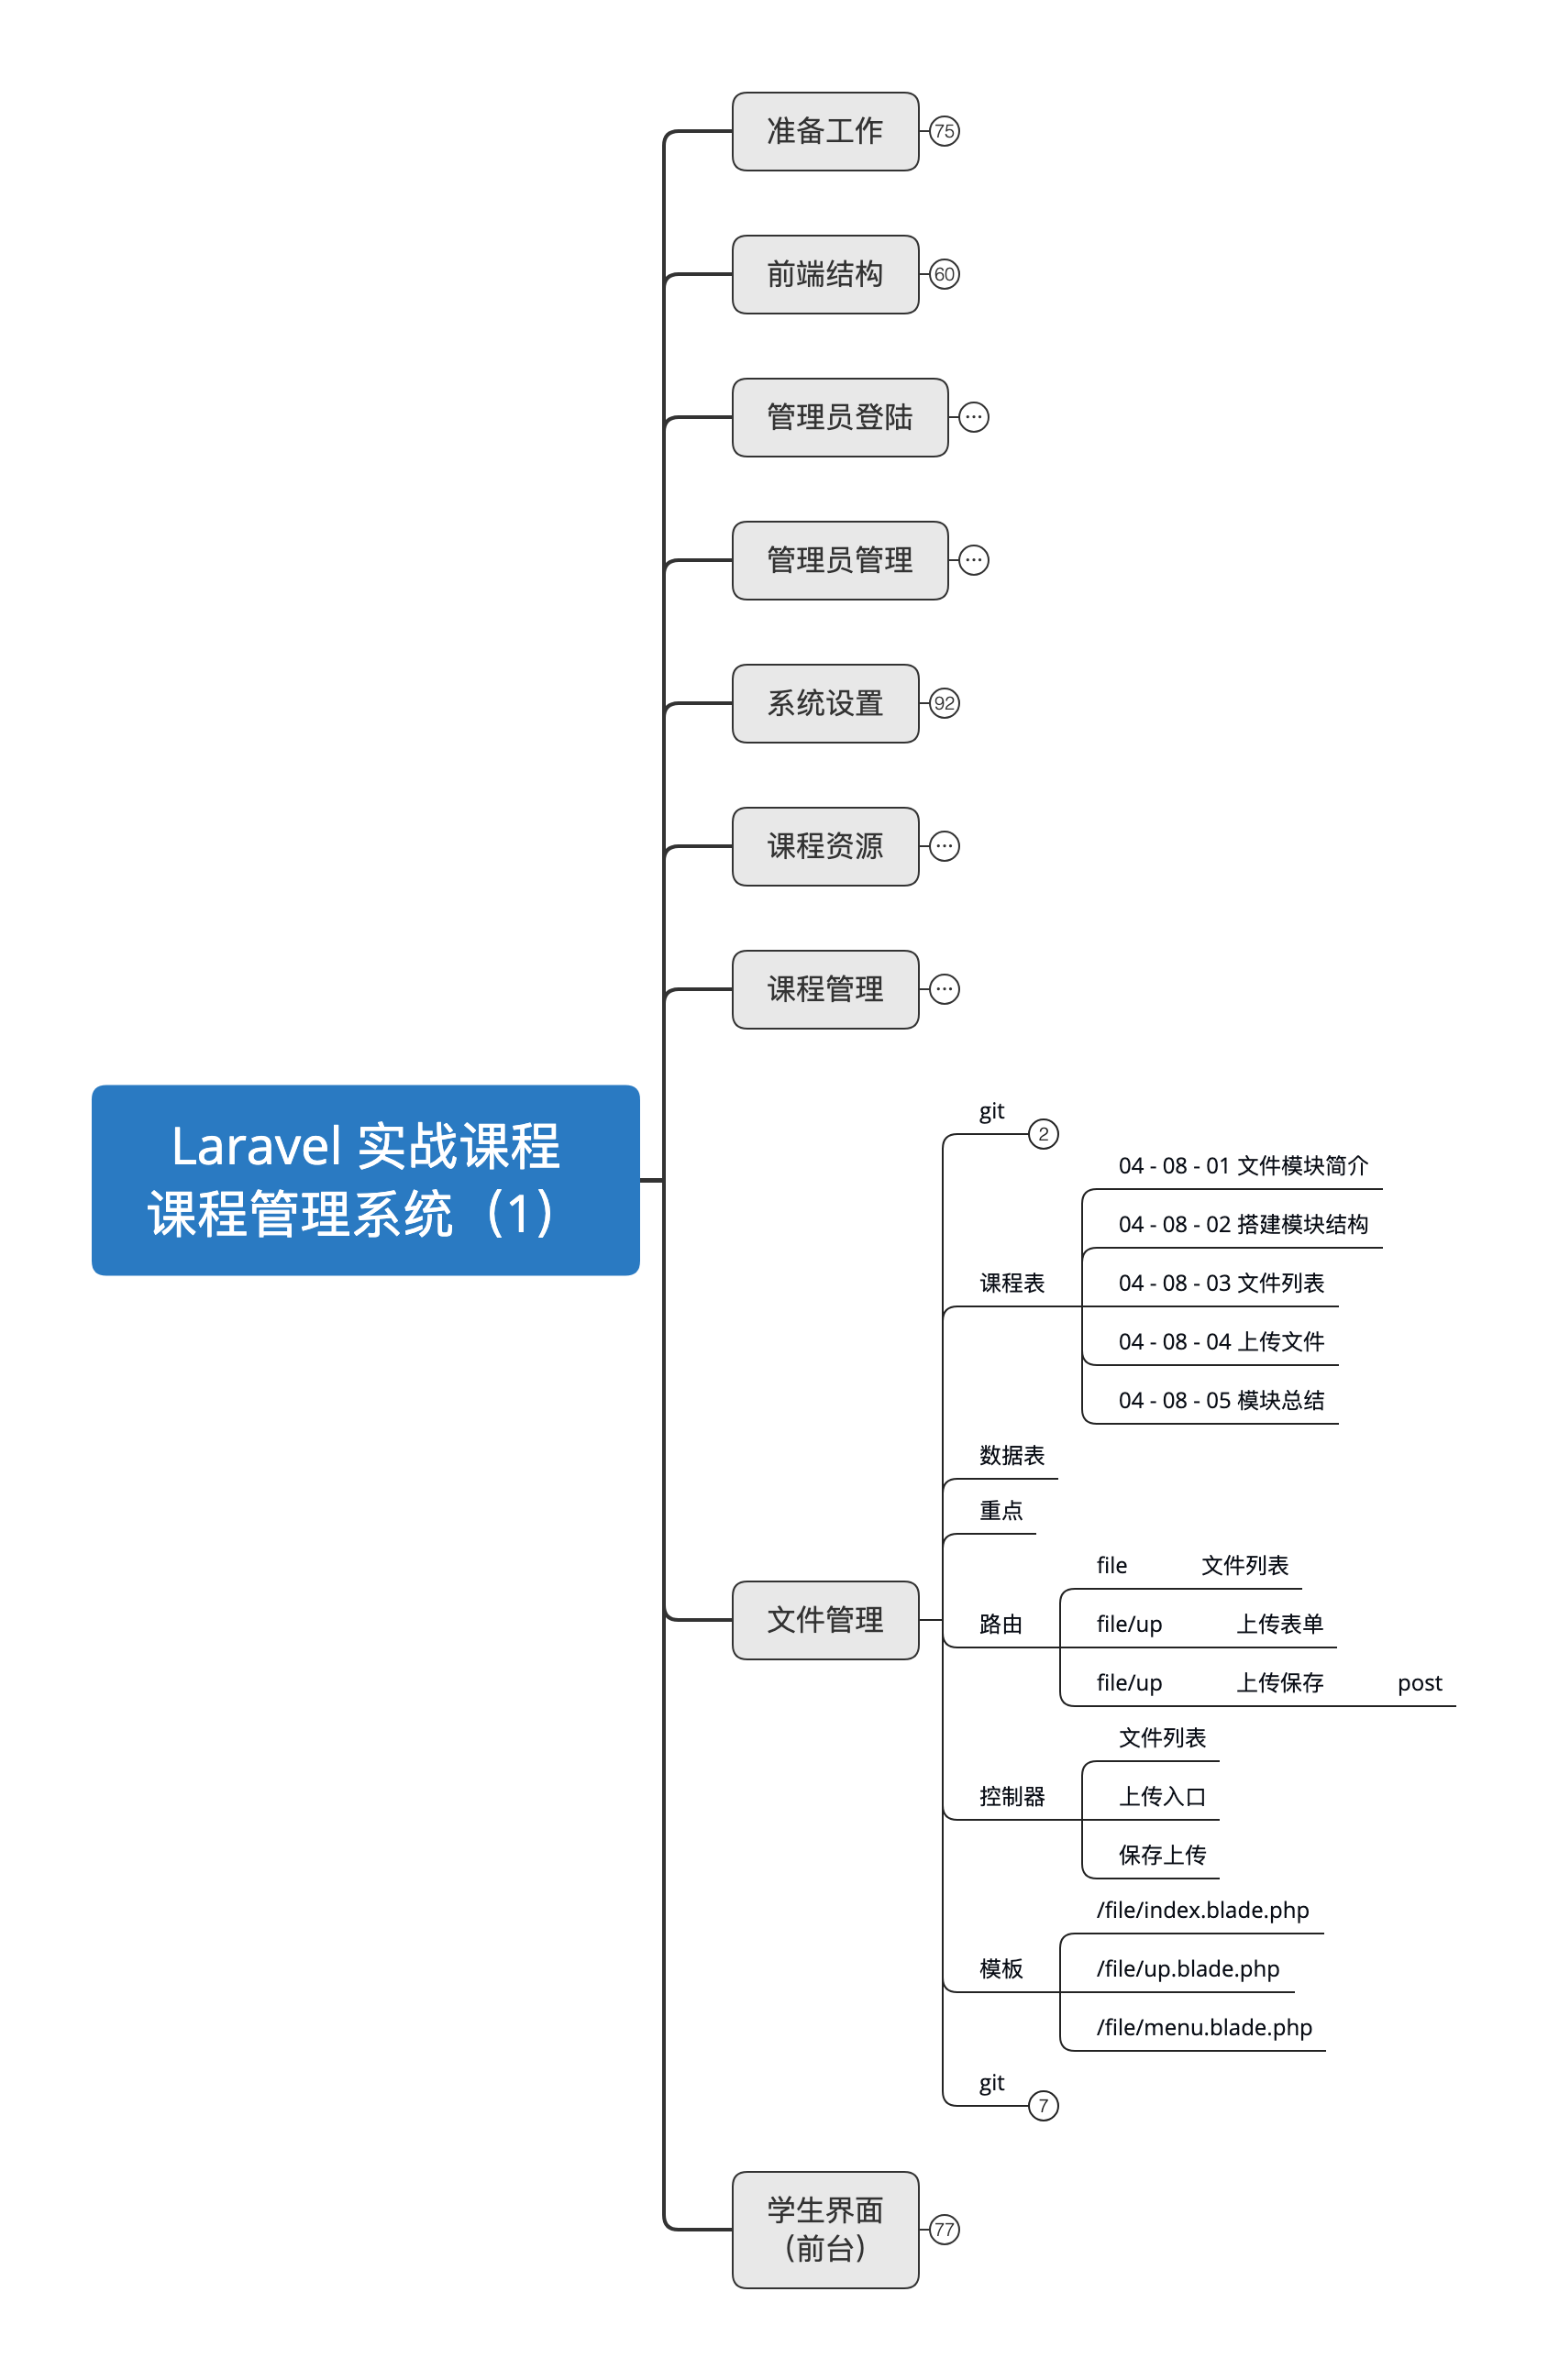 准备工作
75
前端结构
60
管理员登陆
...
管理员管理
...
系统设置
92
课程资源
...
课程管理
...
Laravel 实战课程
课程管理系统（1）
文件管理
git
2
课程表
04 - 08 - 01 文件模块简介
04 - 08 - 02 搭建模块结构
04 - 08 - 03 文件列表
04 - 08 - 04 上传文件
04 - 08 - 05 模块总结
数据表
重点
路由
file 文件列表
file/up 上传表单
file/up 上传保存 post
控制器
文件列表
上传入口
保存上传
模板
/file/index.blade.php
/file/up.blade.php
/file/menu.blade.php
git
7
学生界面
（前台）
77